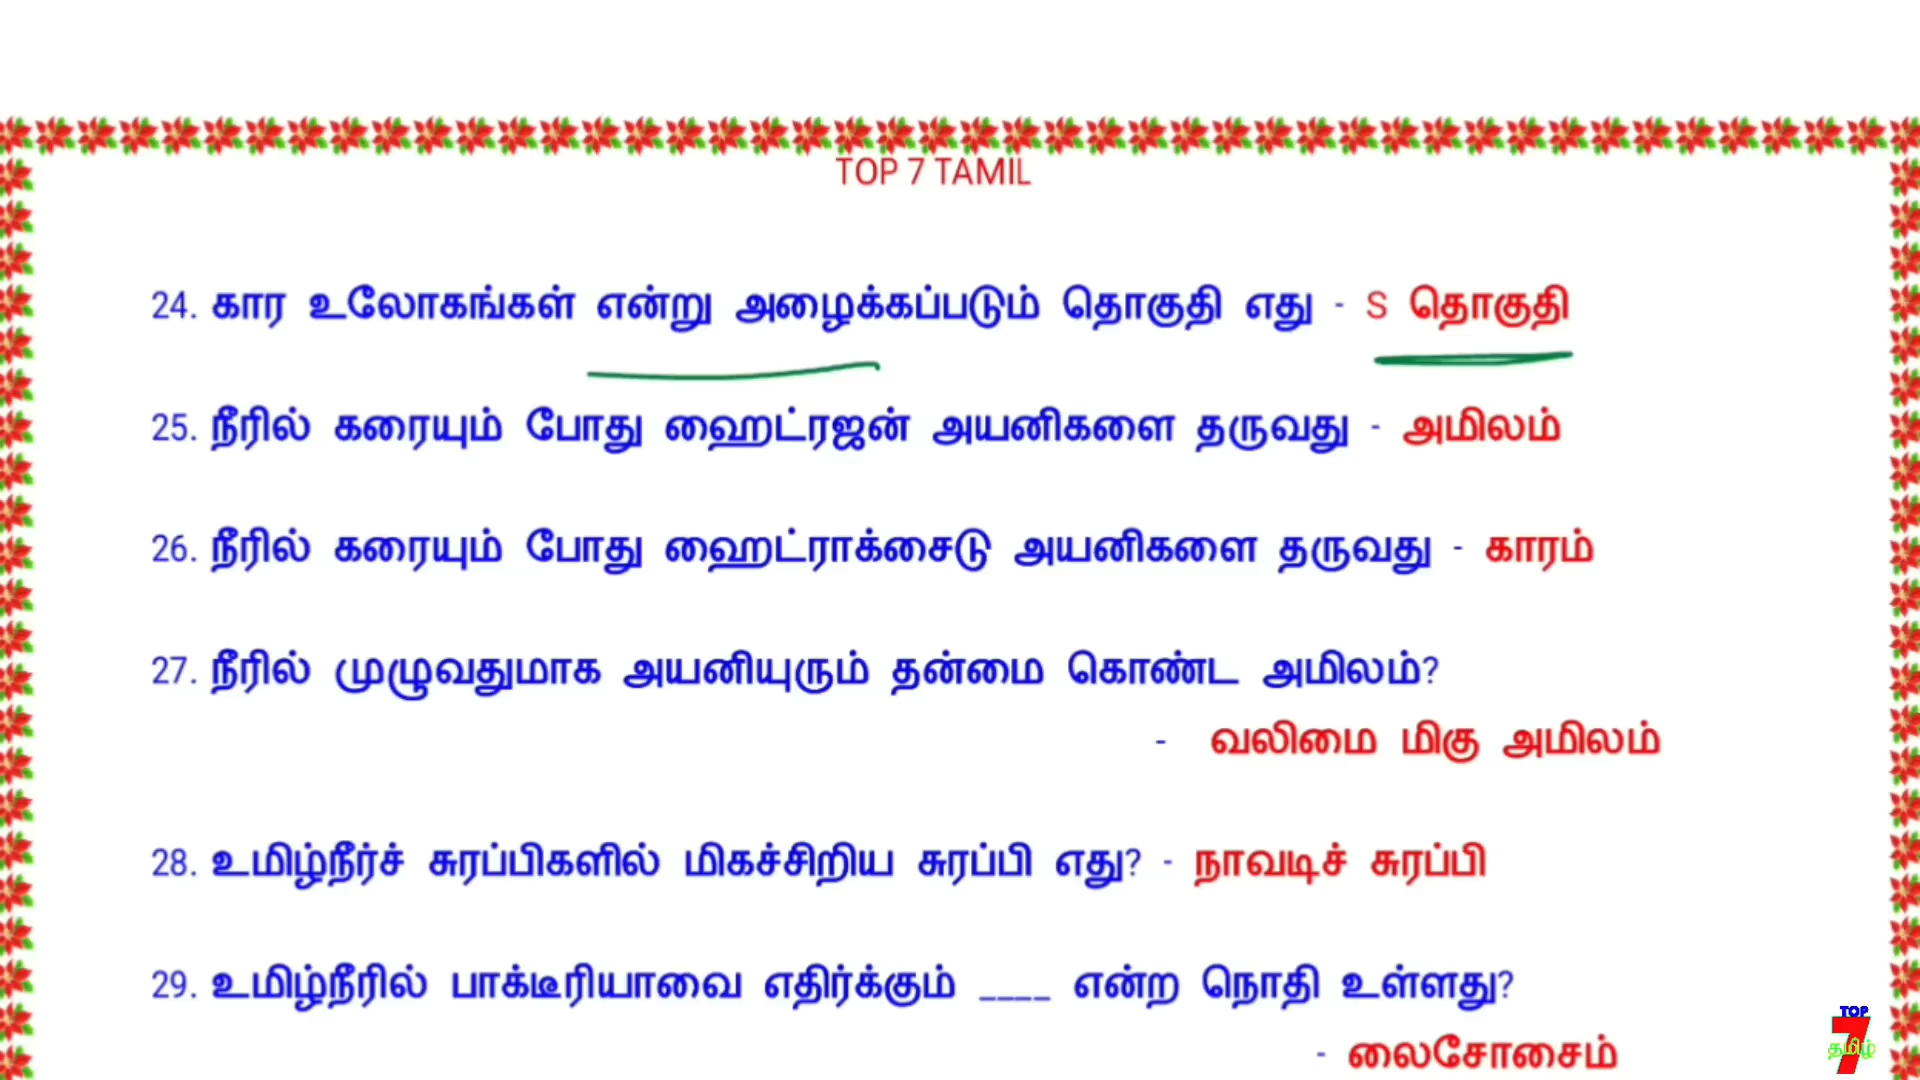 TOP 7 TAMIL
24. கார உலோகங்கள் என்று அழைக்கப்படும் தொகுதி எது - S தொகுதி
25. நீரில் கரையும் போது ஹைட்ரஜன் அயனிகளை தருவது - அமிலம்
26. நீரில் கரையும் போது ஹைட்ராக்சைடு அயனிகளை தருவது - காரம்
27. நீரில் முழுவதுமாக அயனியுரும் தன்மை கொண்ட அமிலம்?
- வலிமை மிகு அமிலம்
28. உமிழ்நீர்ச் சுரப்பிகளில் மிகச்சிறிய சுரப்பி எது? - நாவடிச் சுரப்பி
29. உமிழ்நீரில் பாக்டீரியாவை எதிர்க்கும் ____ என்ற நொதி உள்ளது?
- லைசோசைம்
TOP
7
தமிழ்